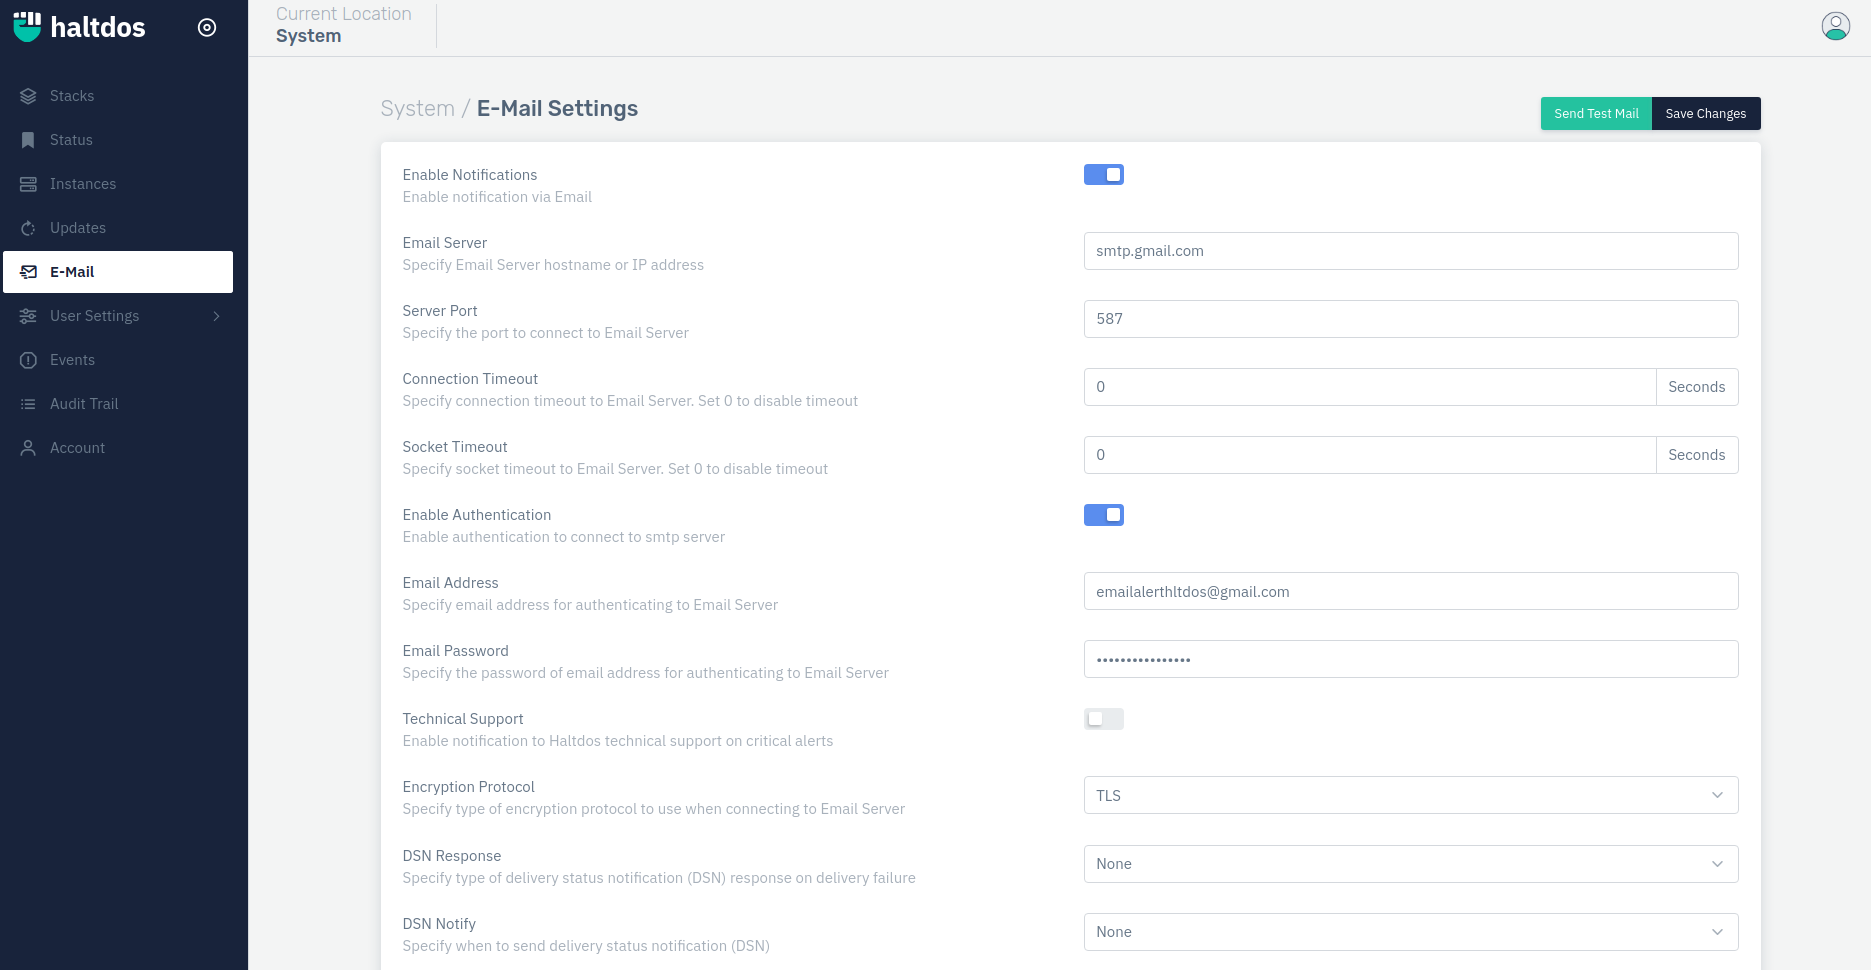 haltdos
Stacks
Status
Instances
Updates
E-Mail
User Settings
Events
Audit Trail
Account
Current Location
System
System / E-Mail Settings
Send Test Mail
Save Changes
Enable Notifications
Enable notification via Email
Email Server
Specify Email Server hostname or IP address
smtp.gmail.com
Server Port
Specify the port to connect to Email Server
587
Connection Timeout
Specify connection timeout to Email Server. Set 0 to disable timeout
0
Seconds
Socket Timeout
Specify socket timeout to Email Server. Set 0 to disable timeout
0
Seconds
Enable Authentication
Enable authentication to connect to smtp server
Email Address
Specify email address for authenticating to Email Server
emailalerthltdos@gmail.com
Email Password
Specify the password of email address for authenticating to Email Server
••••••••••••••••
Technical Support
Enable notification to Haltdos technical support on critical alerts
Encryption Protocol
Specify type of encryption protocol to use when connecting to Email Server
TLS
DSN Response
Specify type of delivery status notification (DSN) response on delivery failure
None
DSN Notify
Specify when to send delivery status notification (DSN)
None